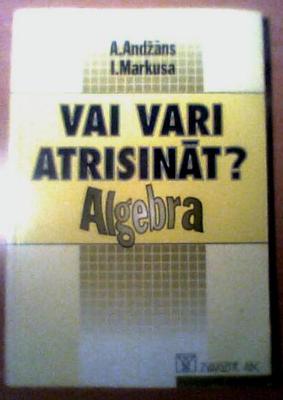 A.Andžāns
I.Markusa
VAI VARI
ATRISINĀT?
Algebra
ZVAIGZNE ABC